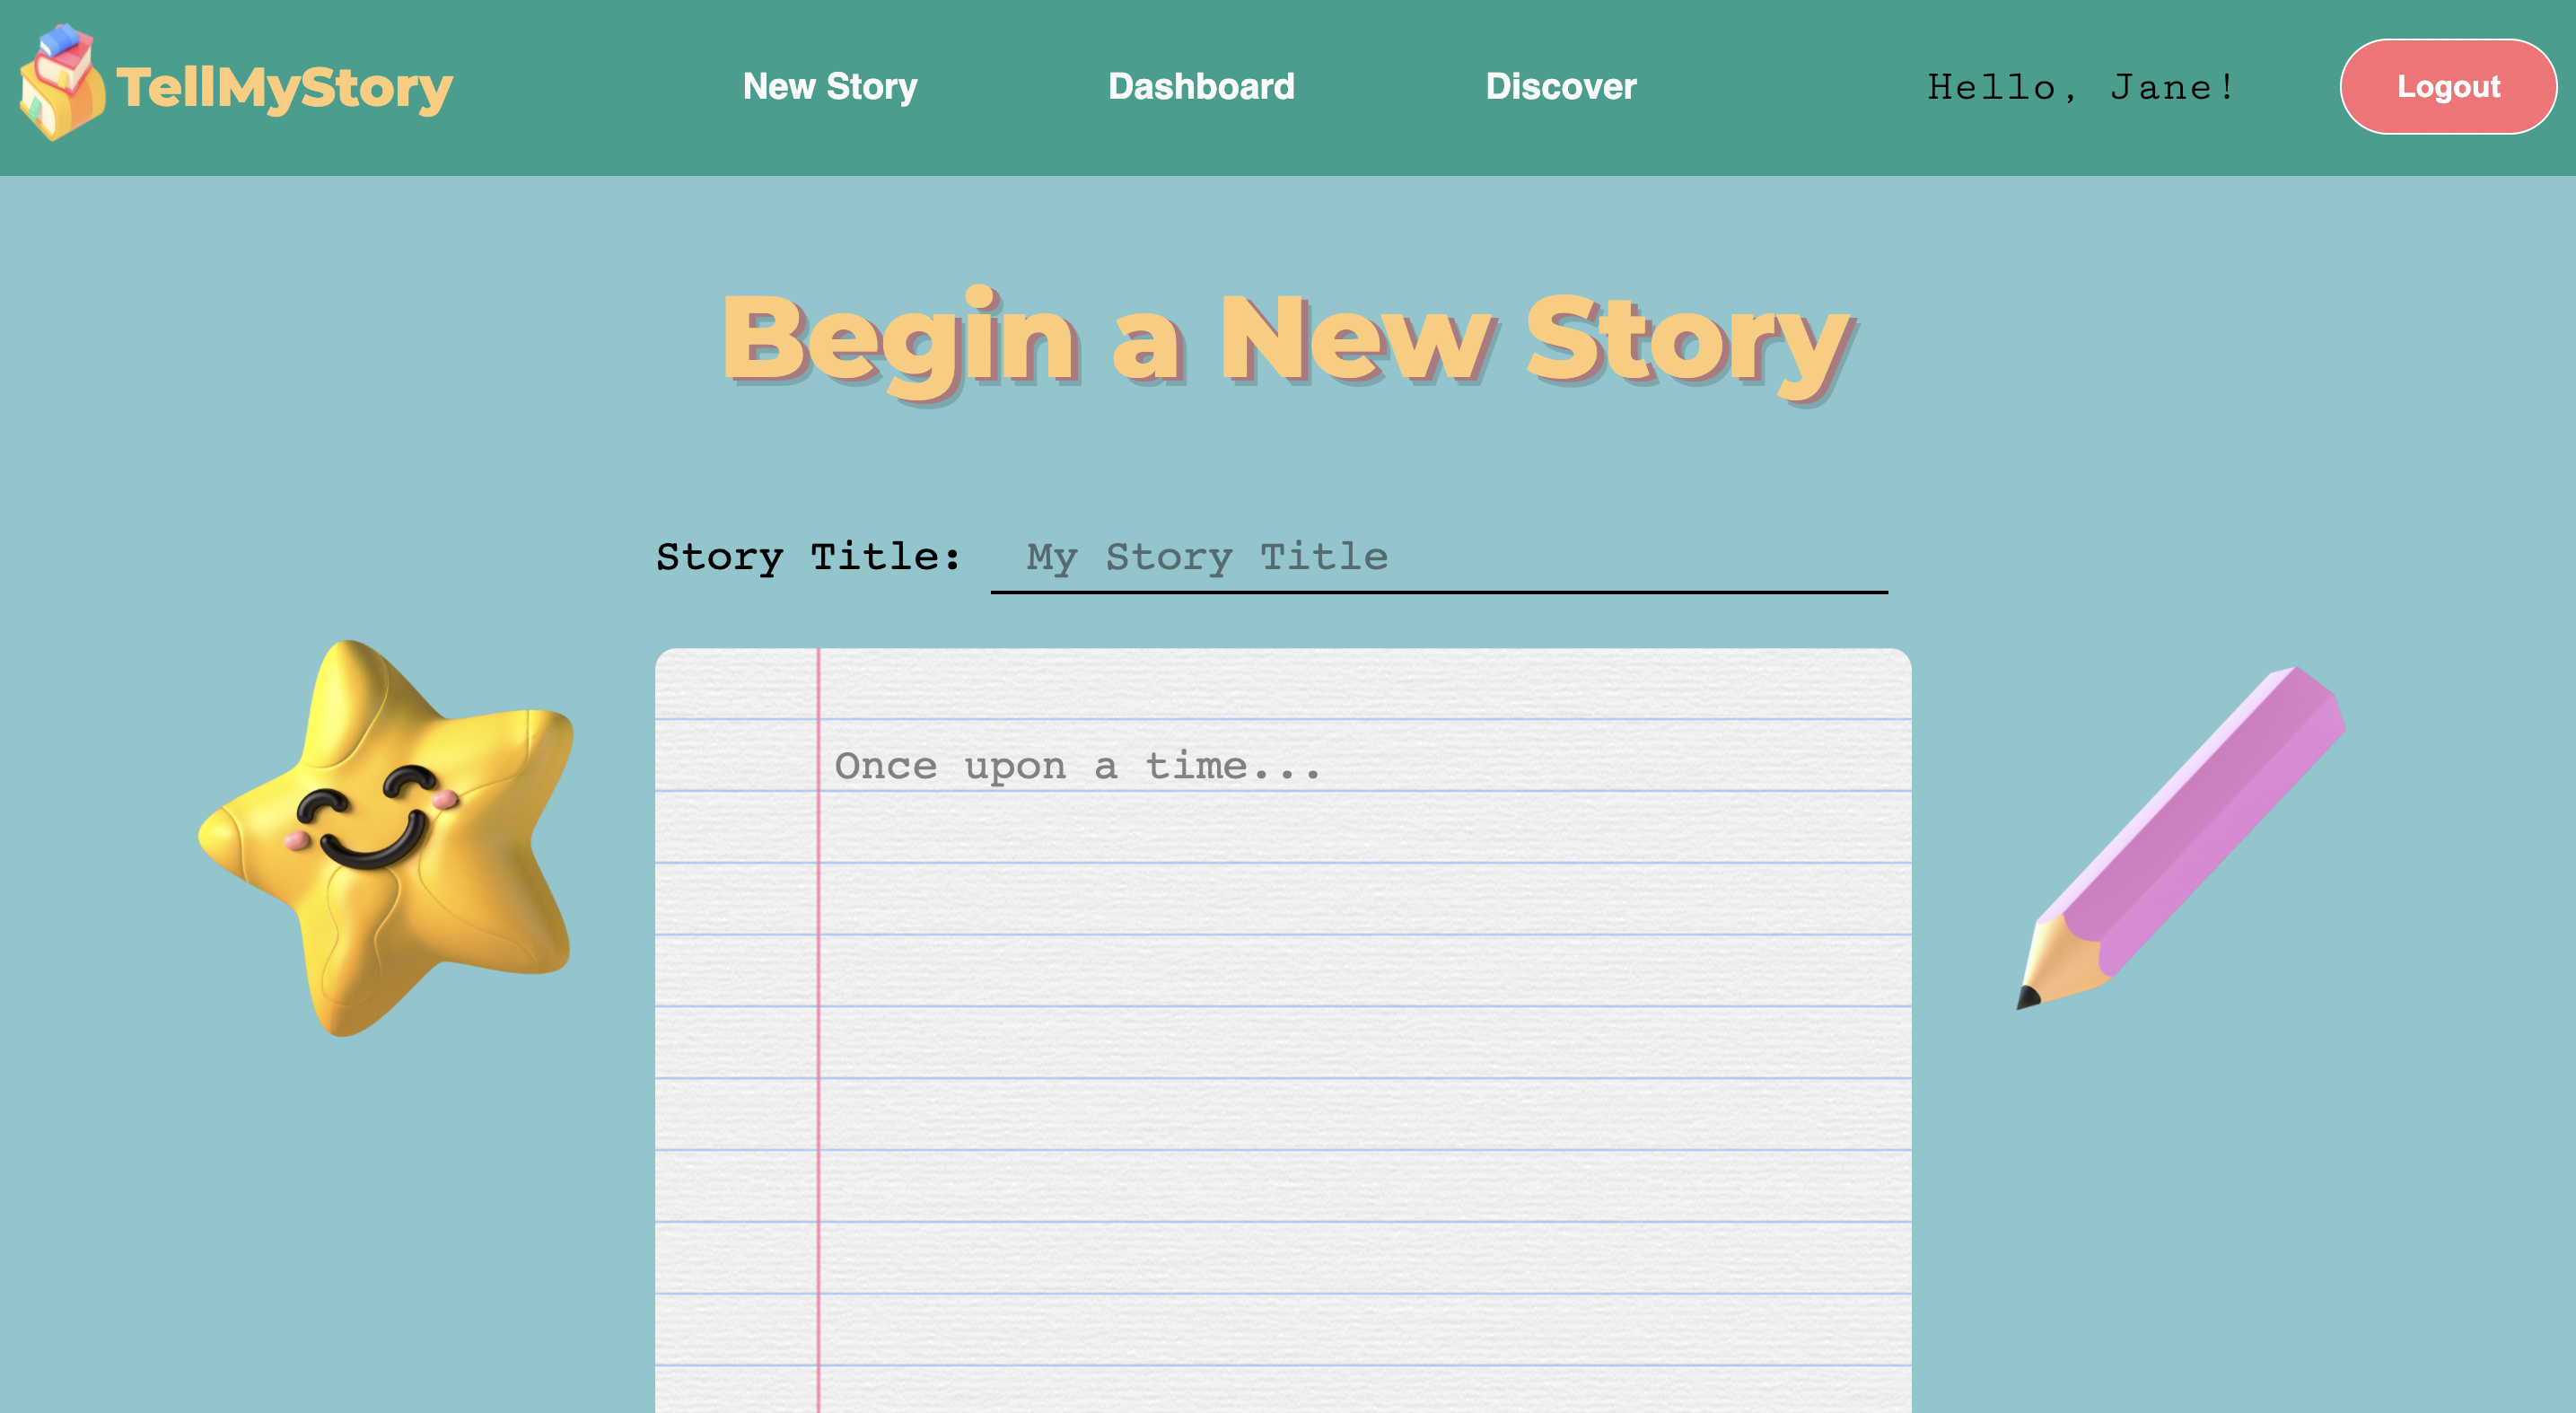 TellMyStory
New Story
Dashboard
Discover
Hello, Jane!
Logout
Begin a New Story
Story Title: My Story Title
Once upon a time...